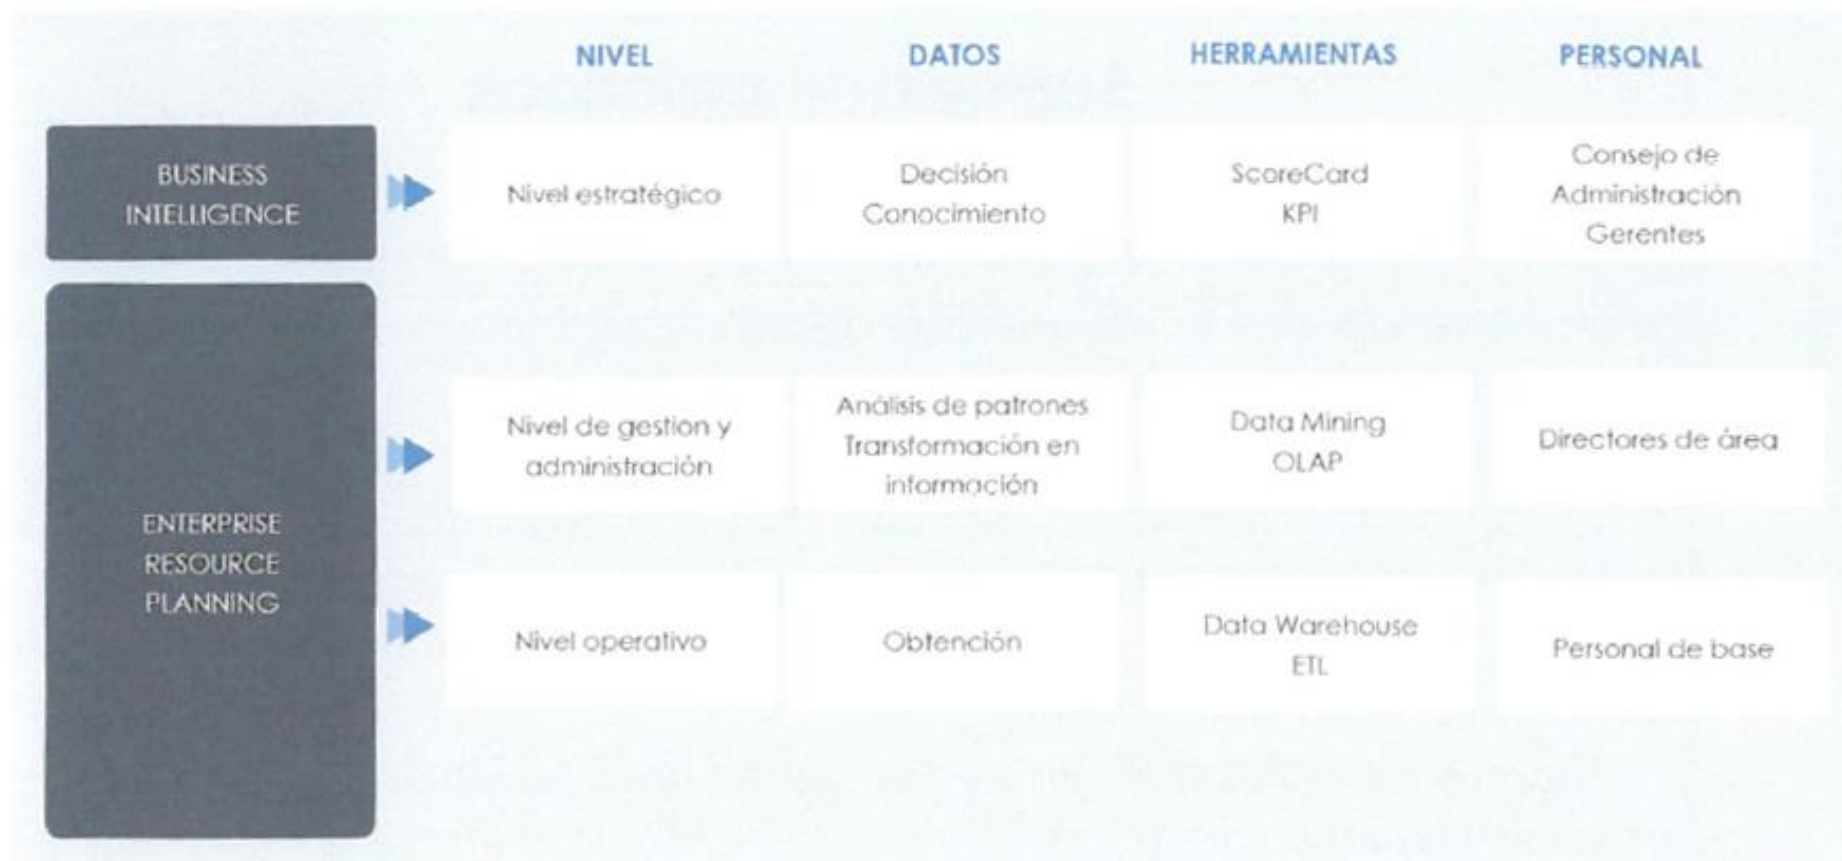 NIVEL DATOS HERRAMIENTAS PERSONAL
BUSINESS
INTELLIGENCE
Nivel estratégico
Decisión
Conocimiento
ScoreCard
KPI
Consejo de
Administración
Gerentes
ENTERPRISE
RESOURCE
PLANNING
Nivel de gestion y
administración
Análisis de patrones
Transformación en
información
Data Mining
OLAP
Directores de área
Nivel operativo
Obtención
Data Warehouse
ETL
Personal de base